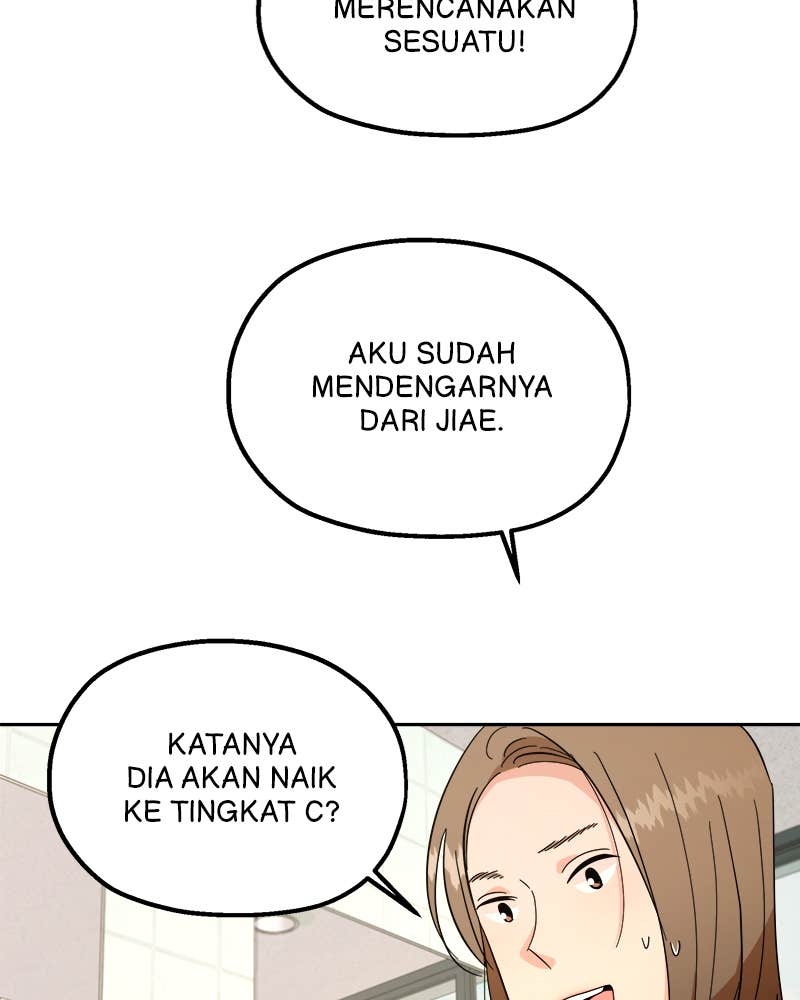 MERENCANAKAN
SESUATU!
AKU SUDAH
MENDENGARNYA
DARI JIAE.
KATANYA
DIA AKAN NAIK
KE TINGKAT C?